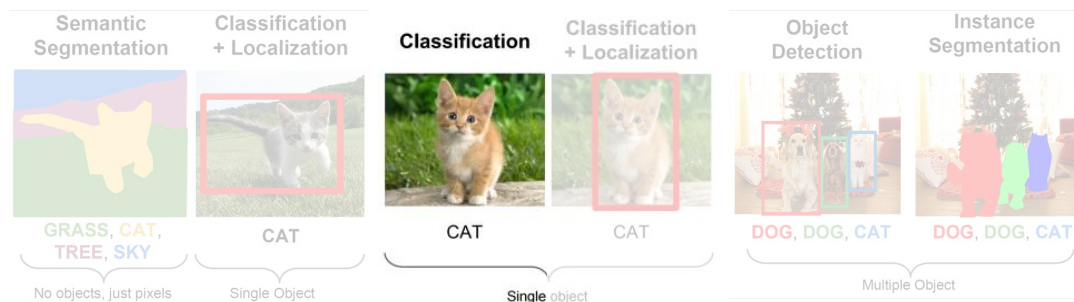 Semantic
Segmentation
Classification
+ Localization
Classification
Classification
+ Localization
Object
Detection
Instance
Segmentation
GRASS, CAT,
TREE, SKY
CAT
CAT
CAT
DOG, DOG, CAT
DOG, DOG, CAT
No objects, just pixels
Single Object
Single object
Multiple Object